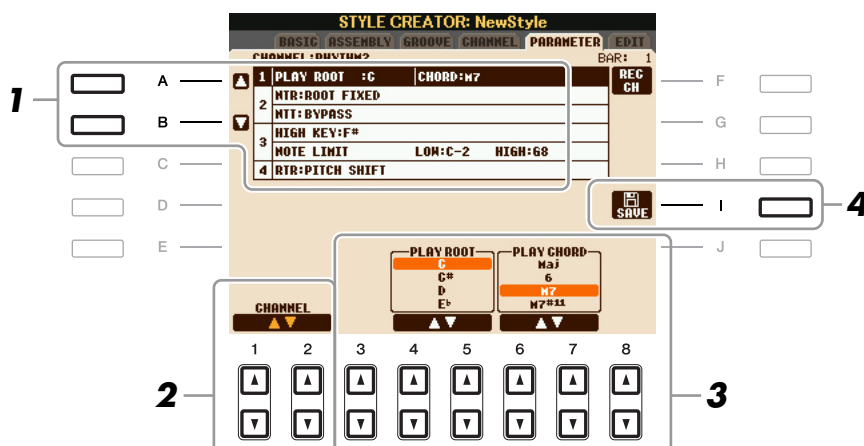 STYLE CREATOR: NewStyle
BASIC ASSEMBLY GROOVE CHANNEL PARAMETER EDIT
CHANNEL:RHYTHM2 BAR: 1
1 PLAY ROOT :C CHORD:M7 REC CH
2 NTR:ROOT FIXED
NTT:BYPASS
3 HIGH KEY:F#
NOTE LIMIT LOW:C-2 HIGH:G8
4 RTR:PITCH SHIFT
1
A
B
C
D
E
F
G
H
I
J
SAVE
4
PLAY ROOT PLAY CHORD
C Maj
C# 6
D M7
E♭ M7#11
CHANNEL
1 2 3 4 5 6 7 8
2
3